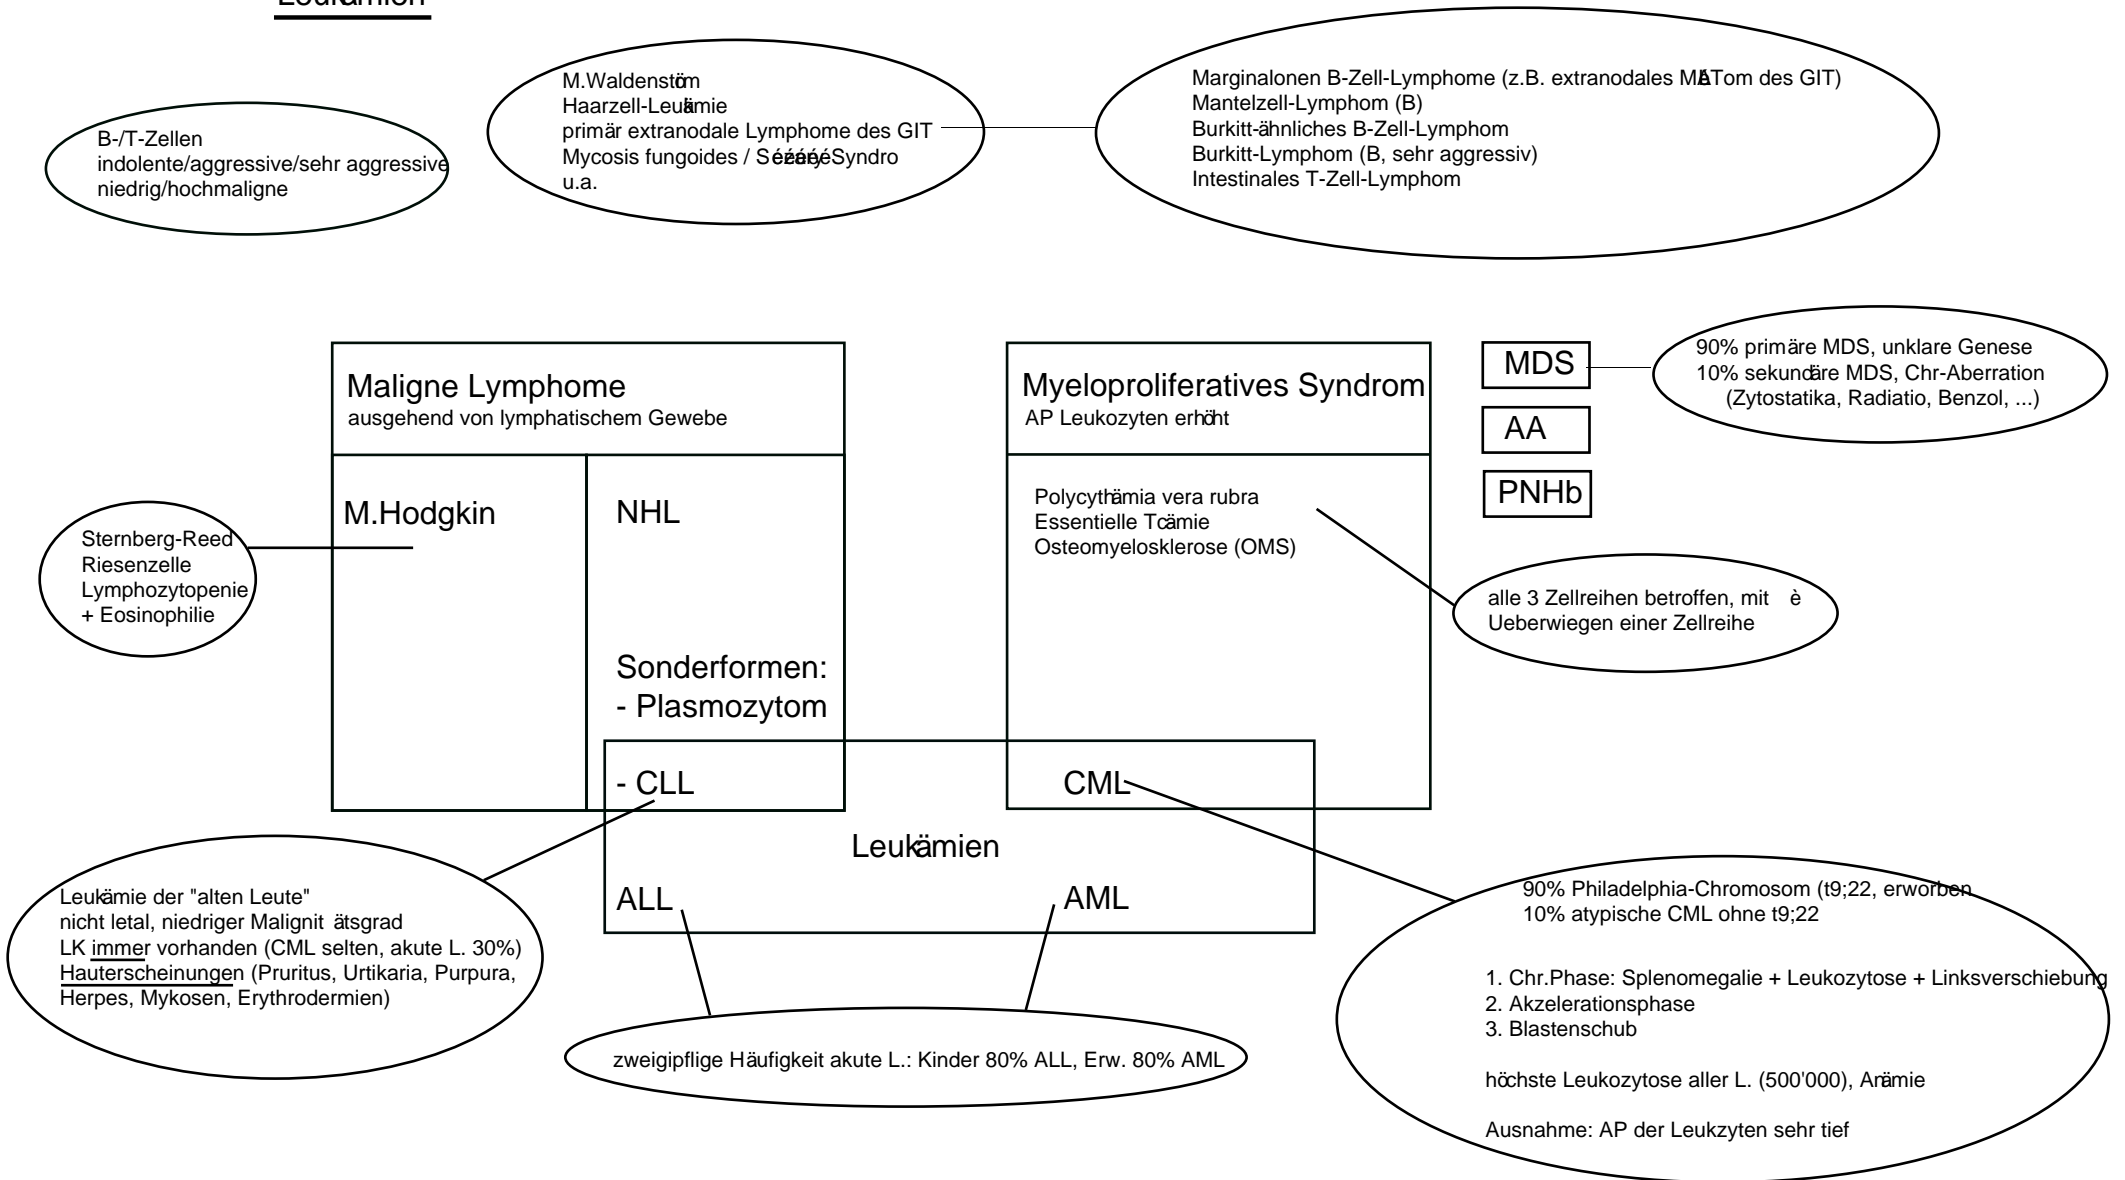 Leukämien
B-/T-Zellen
indolente/aggressive/sehr aggressive
niedrig/hochmaligne
M.Waldenstöm
Haarzell-Leukämie
primär extranodale Lymphome des GIT
Mycosis fungoides / Syndro
u.a.
Marginalonen B-Zell-Lymphome (z.B. extranodales des GIT)
Mantelzell-Lymphom (B)
Burkitt-ähnliches B-Zell-Lymphom
Burkitt-Lymphom (B, sehr aggressiv)
Intestinales T-Zell-Lymphom
Maligne Lymphome
ausgehend von lymphatischem Gewebe
M.Hodgkin
NHL
Sonderformen:
- Plasmozytom
- CLL
Sternberg-Reed
Riesenzelle
Lymphozytopenie
+ Eosinophilie
Myeloproliferatives Syndrom
AP Leukozyten erhöht
Polycythämia vera rubra
Essentielle Tcämie
Osteomyelosklerose (OMS)
CML
MDS
AA
PNHb
90% primäre MDS, unklare Genese
10% sekundäre MDS, Chr-Aberration
(Zytostatika, Radiatio, Benzol, ...)
alle 3 Zellreihen betroffen, mit è
Ueberwiegen einer Zellreihe
Leukämien
ALL
AML
Leukämie der "alten Leute"
nicht letal, niedriger Malignit ätsgrad
LK immer vorhanden (CML selten, akute L. 30%)
Hauterscheinungen (Pruritus, Urtikaria, Purpura,
Herpes, Mykosen, Erythrodermien)
zweigipflige Häufigkeit akute L.: Kinder 80% ALL, Erw. 80% AML
90% Philadelphia-Chromosom (t9;22, erworben
10% atypische CML ohne t9;22
1. Chr.Phase: Splenomegalie + Leukozytose + Linksverschiebung
2. Akzelerationsphase
3. Blastenschub
höchste Leukozytose aller L. (500'000), Anämie
Ausnahme: AP der Leukzyten sehr tief